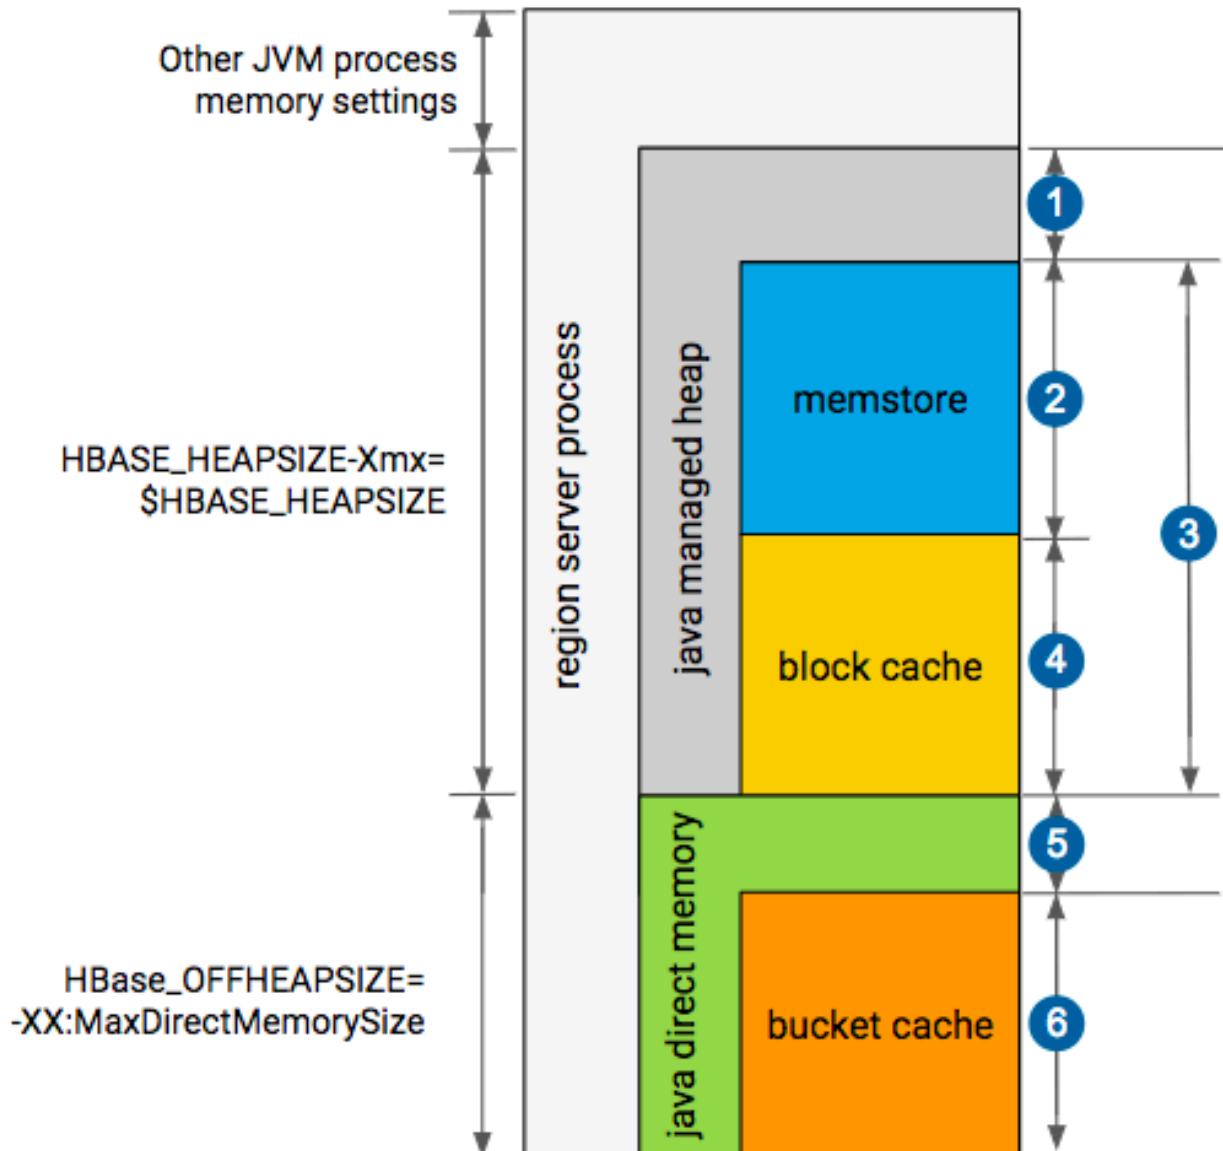 Other JVM process
memory settings
HBASE_HEAPSIZE-Xmx=
$HBASE_HEAPSIZE
HBase_OFFHEAPSIZE=
-XX:MaxDirectMemorySize
region server process
java managed heap
java direct memory
memstore
block cache
bucket cache
1
2
3
4
5
6